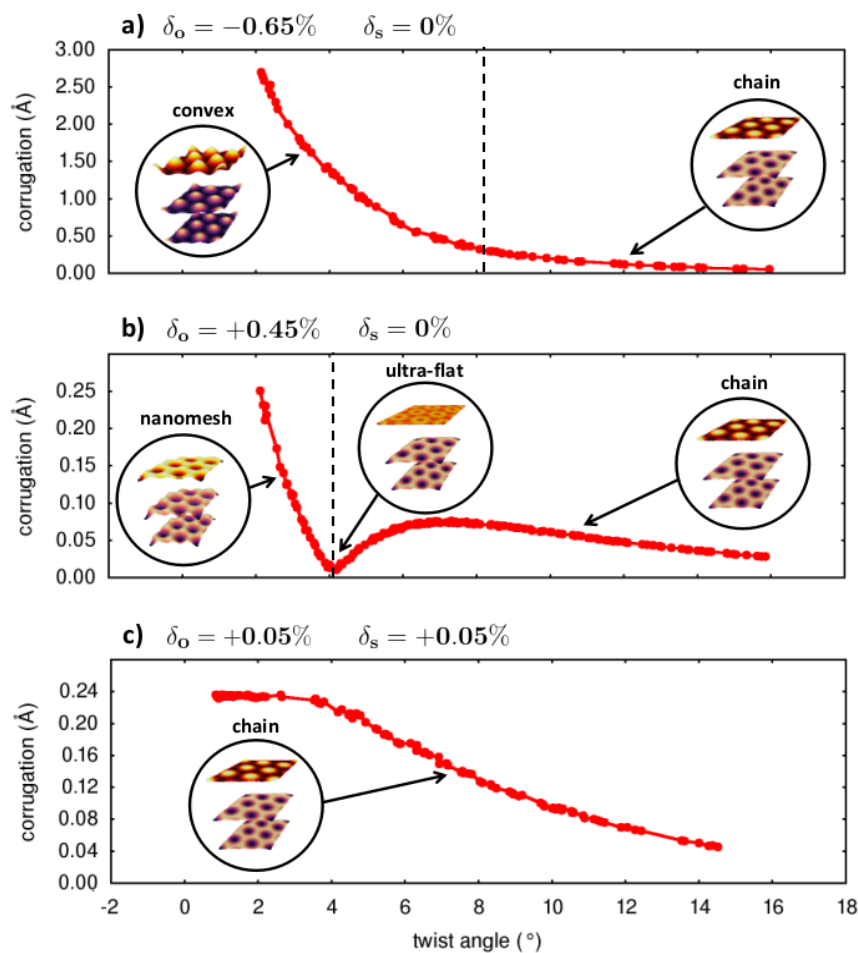 a) δo = −0.65% δs = 0%
3.00
2.50
2.00
1.50
1.00
0.50
0.00
corrugation (Å)
convex
chain
b) δo = +0.45% δs = 0%
0.25
0.20
0.15
0.10
0.05
0.00
corrugation (Å)
nanomesh
ultra-flat
chain
c) δo = +0.05% δs = +0.05%
0.24
0.20
0.16
0.12
0.08
0.04
0.00
corrugation (Å)
chain
-2 0 2 4 6 8 10 12 14 16 18
twist angle (°)